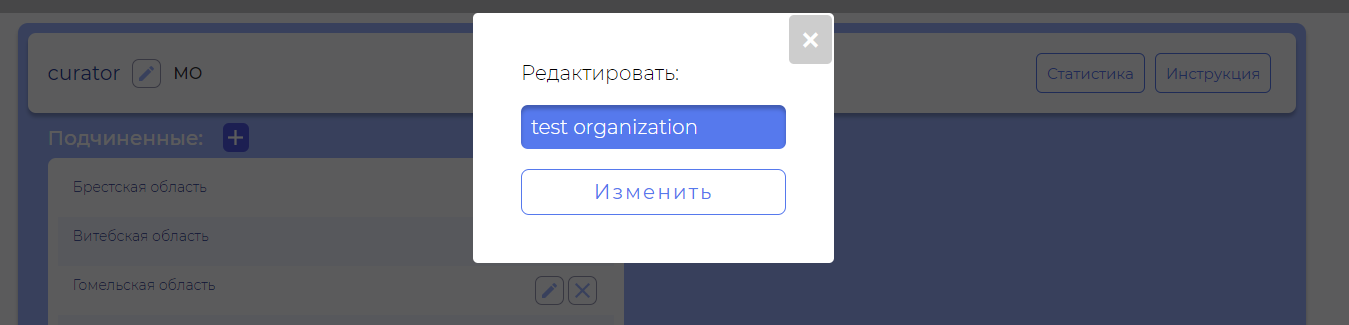 curator МО
Статистика
Инструкция
Подчиненные:
Брестская область
Витебская область
Гомельская область
Редактировать:
test organization
Изменить